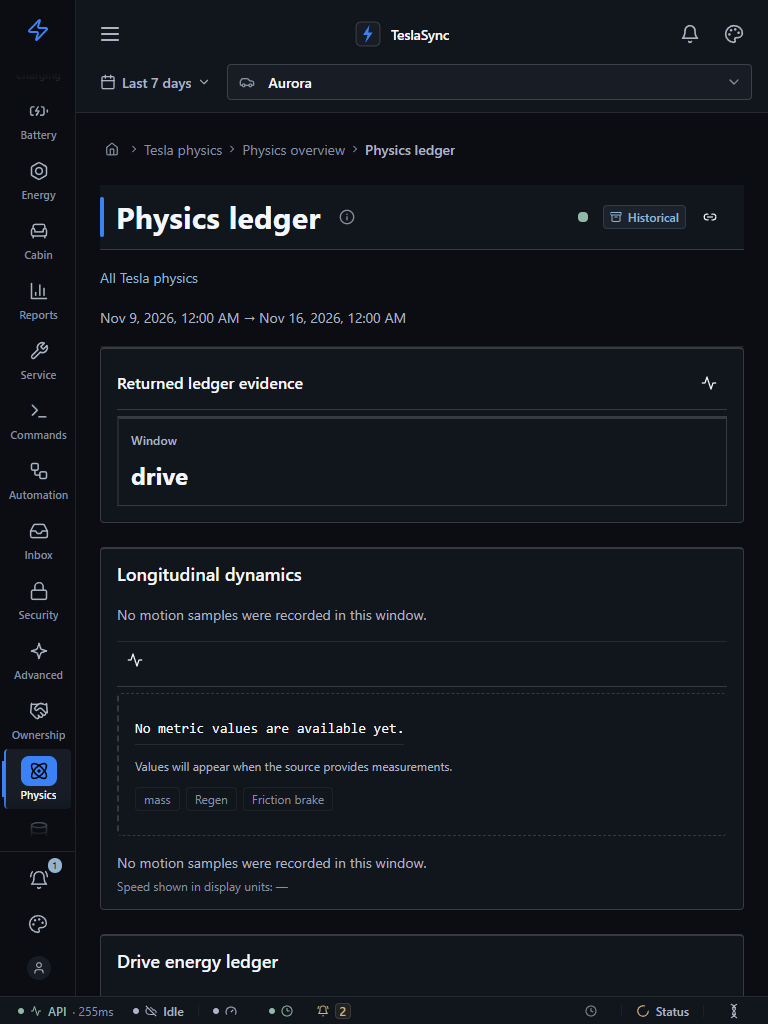 TeslaSync
Last 7 days
Aurora
Charging
Battery
Energy
Cabin
Reports
Service
Commands
Automation
Inbox
Security
Advanced
Ownership
Physics
1
Tesla physics
Physics overview
Physics ledger
Physics ledger
Historical
All Tesla physics
Nov 9, 2026, 12:00 AM → Nov 16, 2026, 12:00 AM
Returned ledger evidence
Window
drive
Longitudinal dynamics
No motion samples were recorded in this window.
No metric values are available yet.
Values will appear when the source provides measurements.
mass
Regen
Friction brake
No motion samples were recorded in this window.
Speed shown in display units: —
Drive energy ledger
API · 255ms
Idle
2
Status